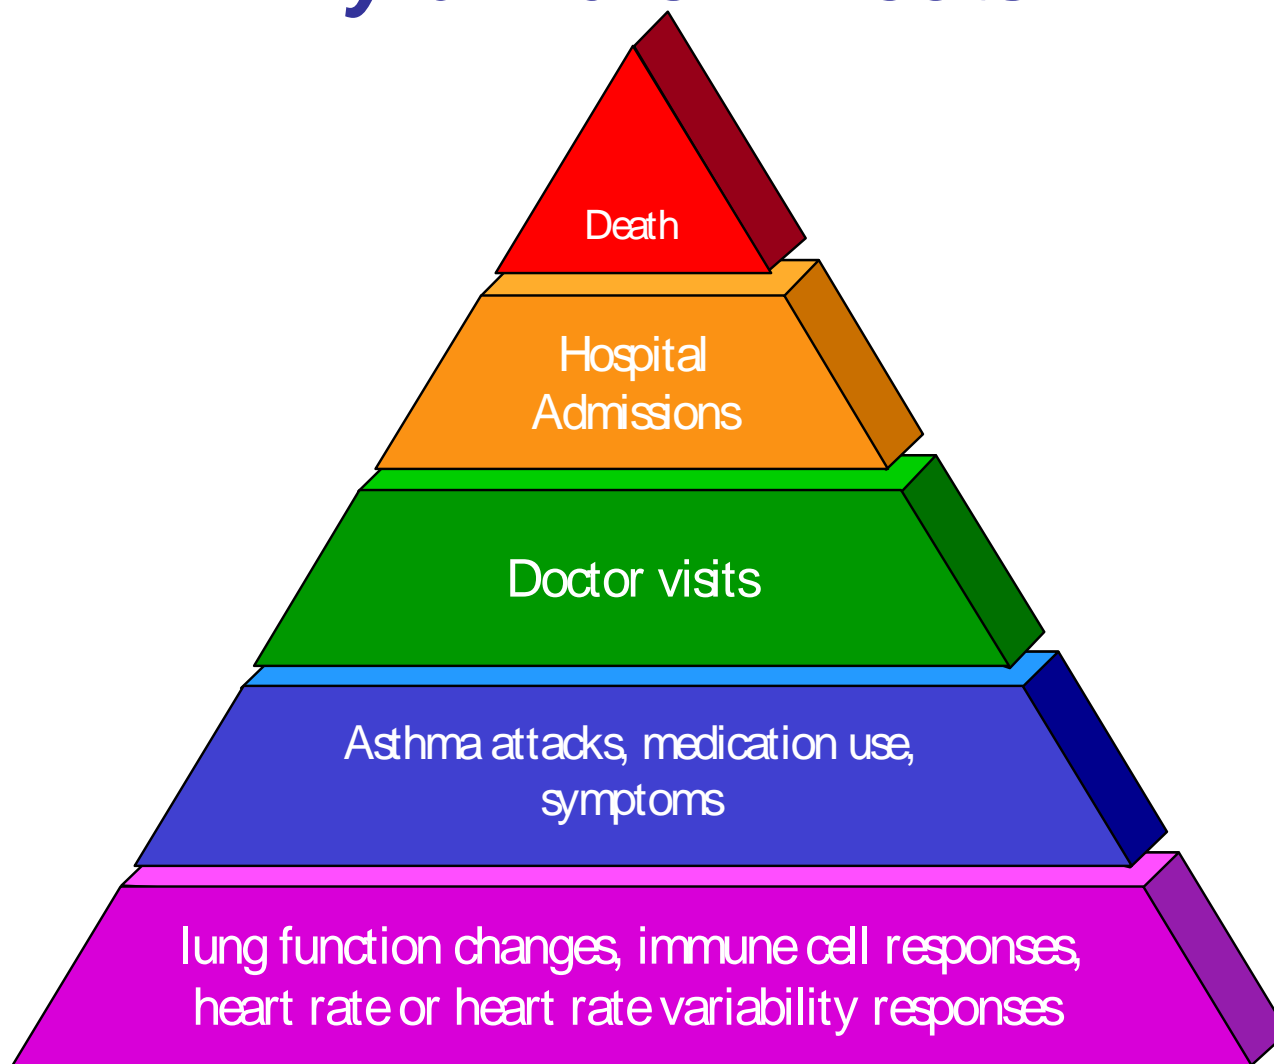 Death
Hospital
Admissions
Doctor visits
Asthma attacks, medication use,
symptoms
lung function changes, immune cell responses,
heart rate or heart rate variability responses